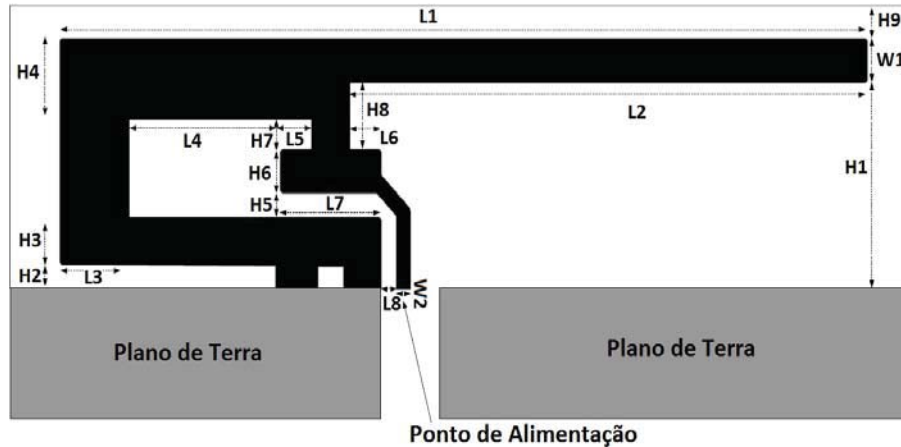 L1
H9
W1
H4
L2
H8
L4
H7
L5
L6
H6
H1
H5
L7
H3
H2
L3
L8
W2
Plano de Terra
Plano de Terra
Ponto de Alimentação